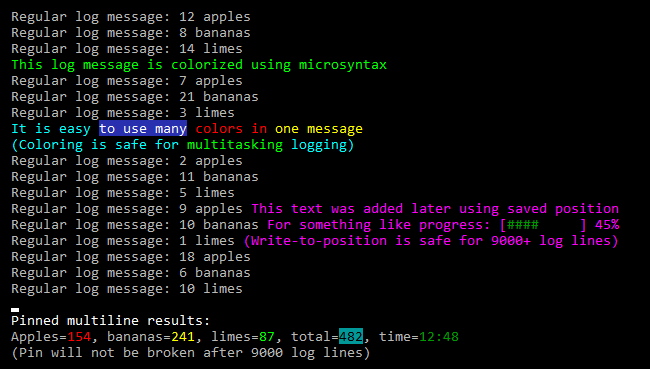 Regular log message: 12 apples
Regular log message: 8 bananas
Regular log message: 14 limes
This log message is colorized using microsyntax
Regular log message: 7 apples
Regular log message: 21 bananas
Regular log message: 3 limes
It is easy to use many colors in one message
(Coloring is safe for multitasking logging)
Regular log message: 2 apples
Regular log message: 11 bananas
Regular log message: 5 limes
Regular log message: 9 apples This text was added later using saved position
Regular log message: 10 bananas For something like progress: [####     ] 45%
Regular log message: 1 limes (Write-to-position is safe for 9000+ log lines)
Regular log message: 18 apples
Regular log message: 6 bananas
Regular log message: 10 limes
Pinned multiline results:
Apples=154, bananas=241, limes=87, total=482, time=12:48
(Pin will not be broken after 9000 log lines)